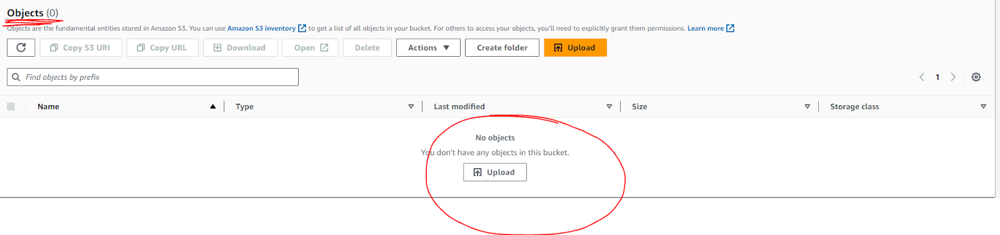 Objects (0)
Objects are the fundamental entities stored in Amazon S3. You can use Amazon S3 inventory to get a list of all objects in your bucket. For others to access your objects, you'll need to explicitly grant them permissions. Learn more
Copy S3 URI Copy URL Download Open Delete Actions Create folder Upload
Find objects by prefix 1
Name Type Last modified Size Storage class
No objects
You don't have any objects in this bucket.
Upload